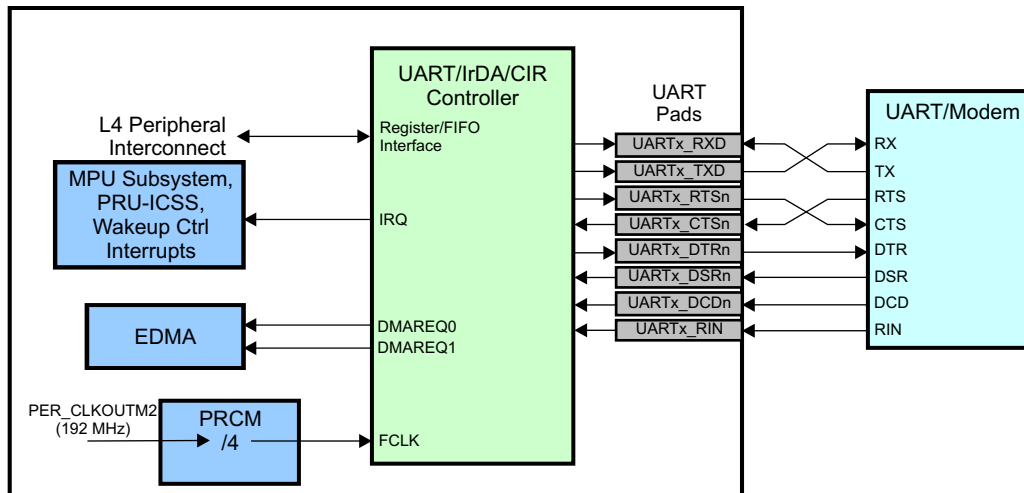 UART/IrDA/CIR
Controller
UART
Pads
UART/Modem
L4 Peripheral
Interconnect
Register/FIFO
Interface
MPU Subsystem,
PRU-ICSS,
Wakeup Ctrl
Interrupts
IRQ
EDMA
DMAREQ0
DMAREQ1
PER_CLKOUTM2
(192 MHz)
PRCM
/4
FCLK
UARTx_RXD
UARTx_TXD
UARTx_RTSn
UARTx_CTSn
UARTx_DTRn
UARTx_DSRn
UARTx_DCDn
UARTx_RIN
RX
TX
RTS
CTS
DTR
DSR
DCD
RIN